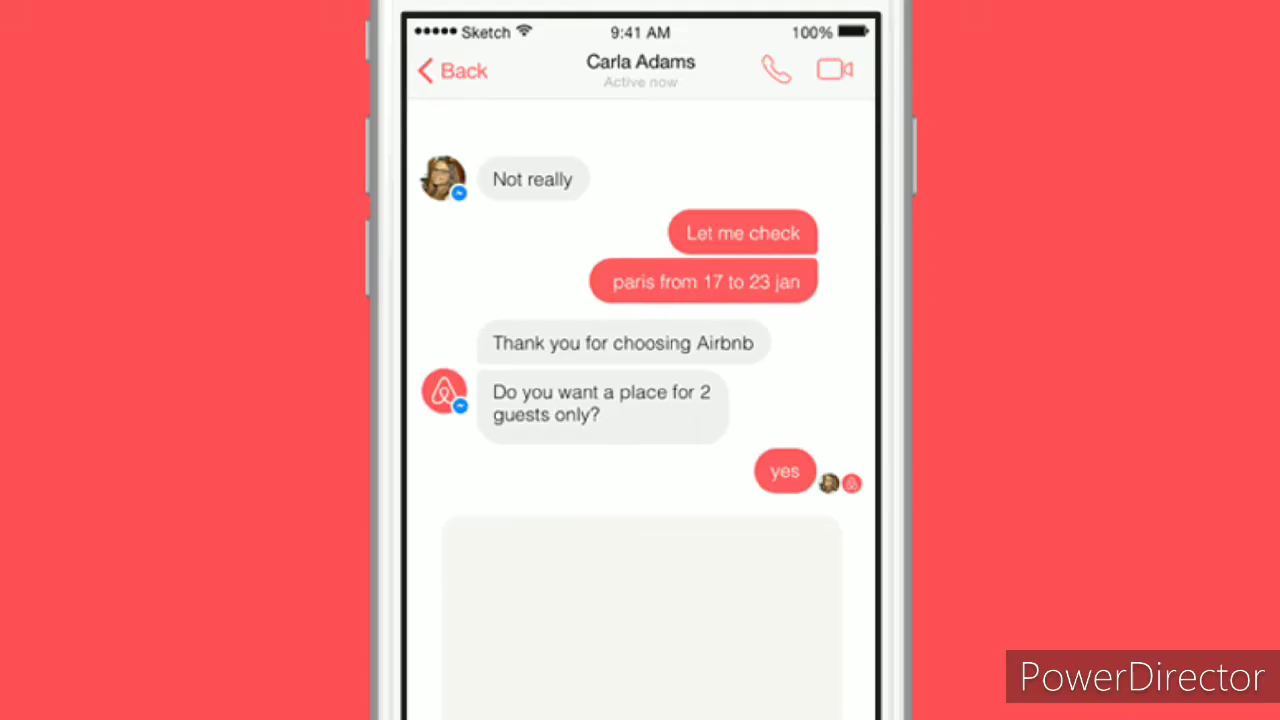 Sketch 9:41 AM 100%
Back Carla Adams
Active now
Not really
Let me check
paris from 17 to 23 jan
Thank you for choosing Airbnb
Do you want a place for 2
guests only?
yes
PowerDirector